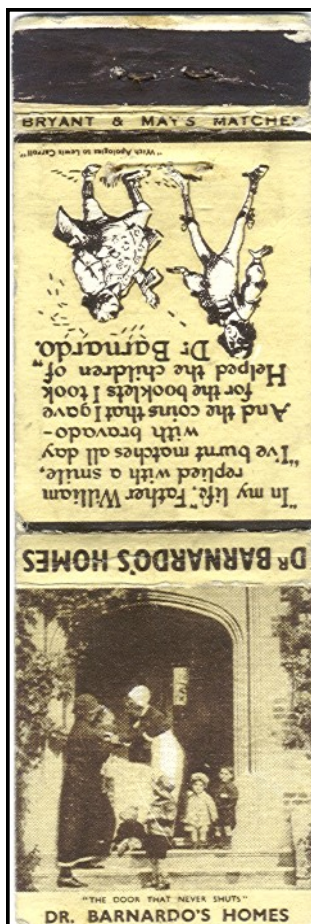 BRYANT & MAY'S MATCHES
DR BARNARDO'S HOMES
"In my life," Father William
replied with a smile,
"I've burnt matches all day
with bravado–
And the coins that I gave
for the booklets I took
Helped the children of
Dr Barnardo."
"With Apologies to Lewis Carroll"
"THE DOOR THAT NEVER SHUTS"
DR. BARNARDO'S HOMES